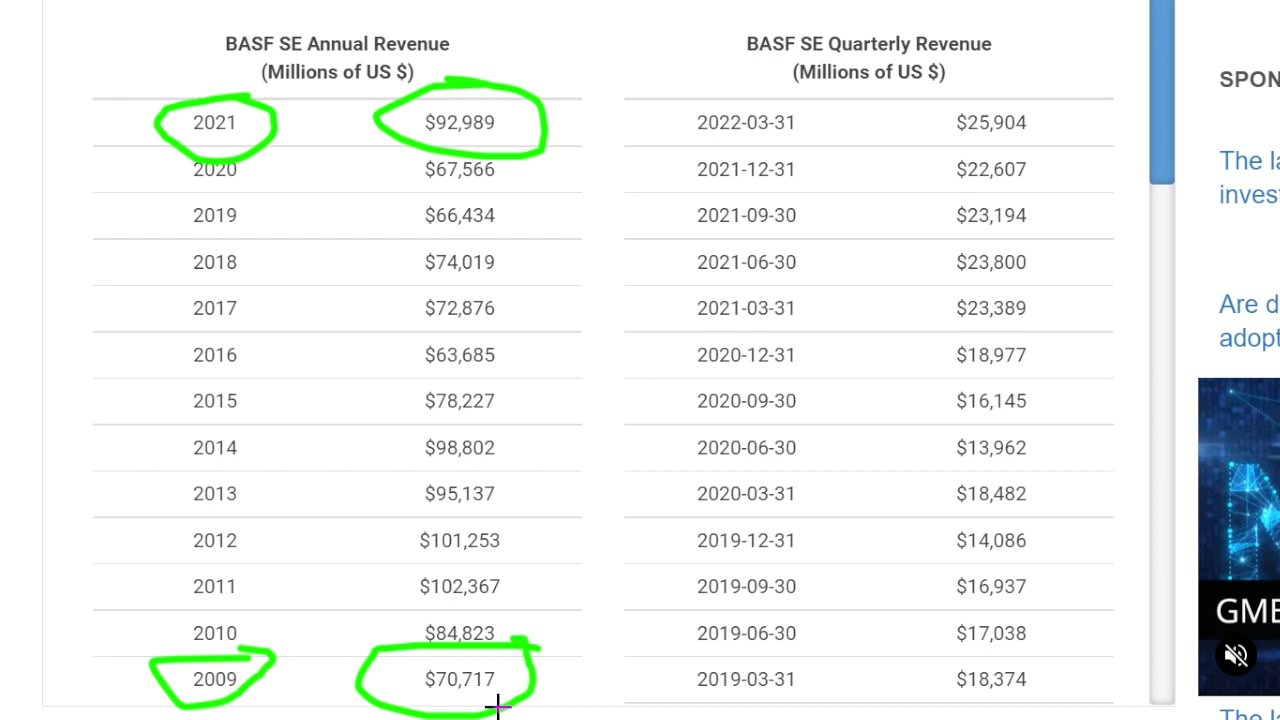 BASF SE Annual Revenue
(Millions of US $)
2021 $92,989
2020 $67,566
2019 $66,434
2018 $74,019
2017 $72,876
2016 $63,685
2015 $78,227
2014 $98,802
2013 $95,137
2012 $101,253
2011 $102,367
2010 $84,823
2009 $70,717
BASF SE Quarterly Revenue
(Millions of US $)
2022-03-31 $25,904
2021-12-31 $22,607
2021-09-30 $23,194
2021-06-30 $23,800
2021-03-31 $23,389
2020-12-31 $18,977
2020-09-30 $16,145
2020-06-30 $13,962
2020-03-31 $18,482
2019-12-31 $14,086
2019-09-30 $16,937
2019-06-30 $17,038
2019-03-31 $18,374
SPON
The la
invest
Are d
adopt
GME
The l